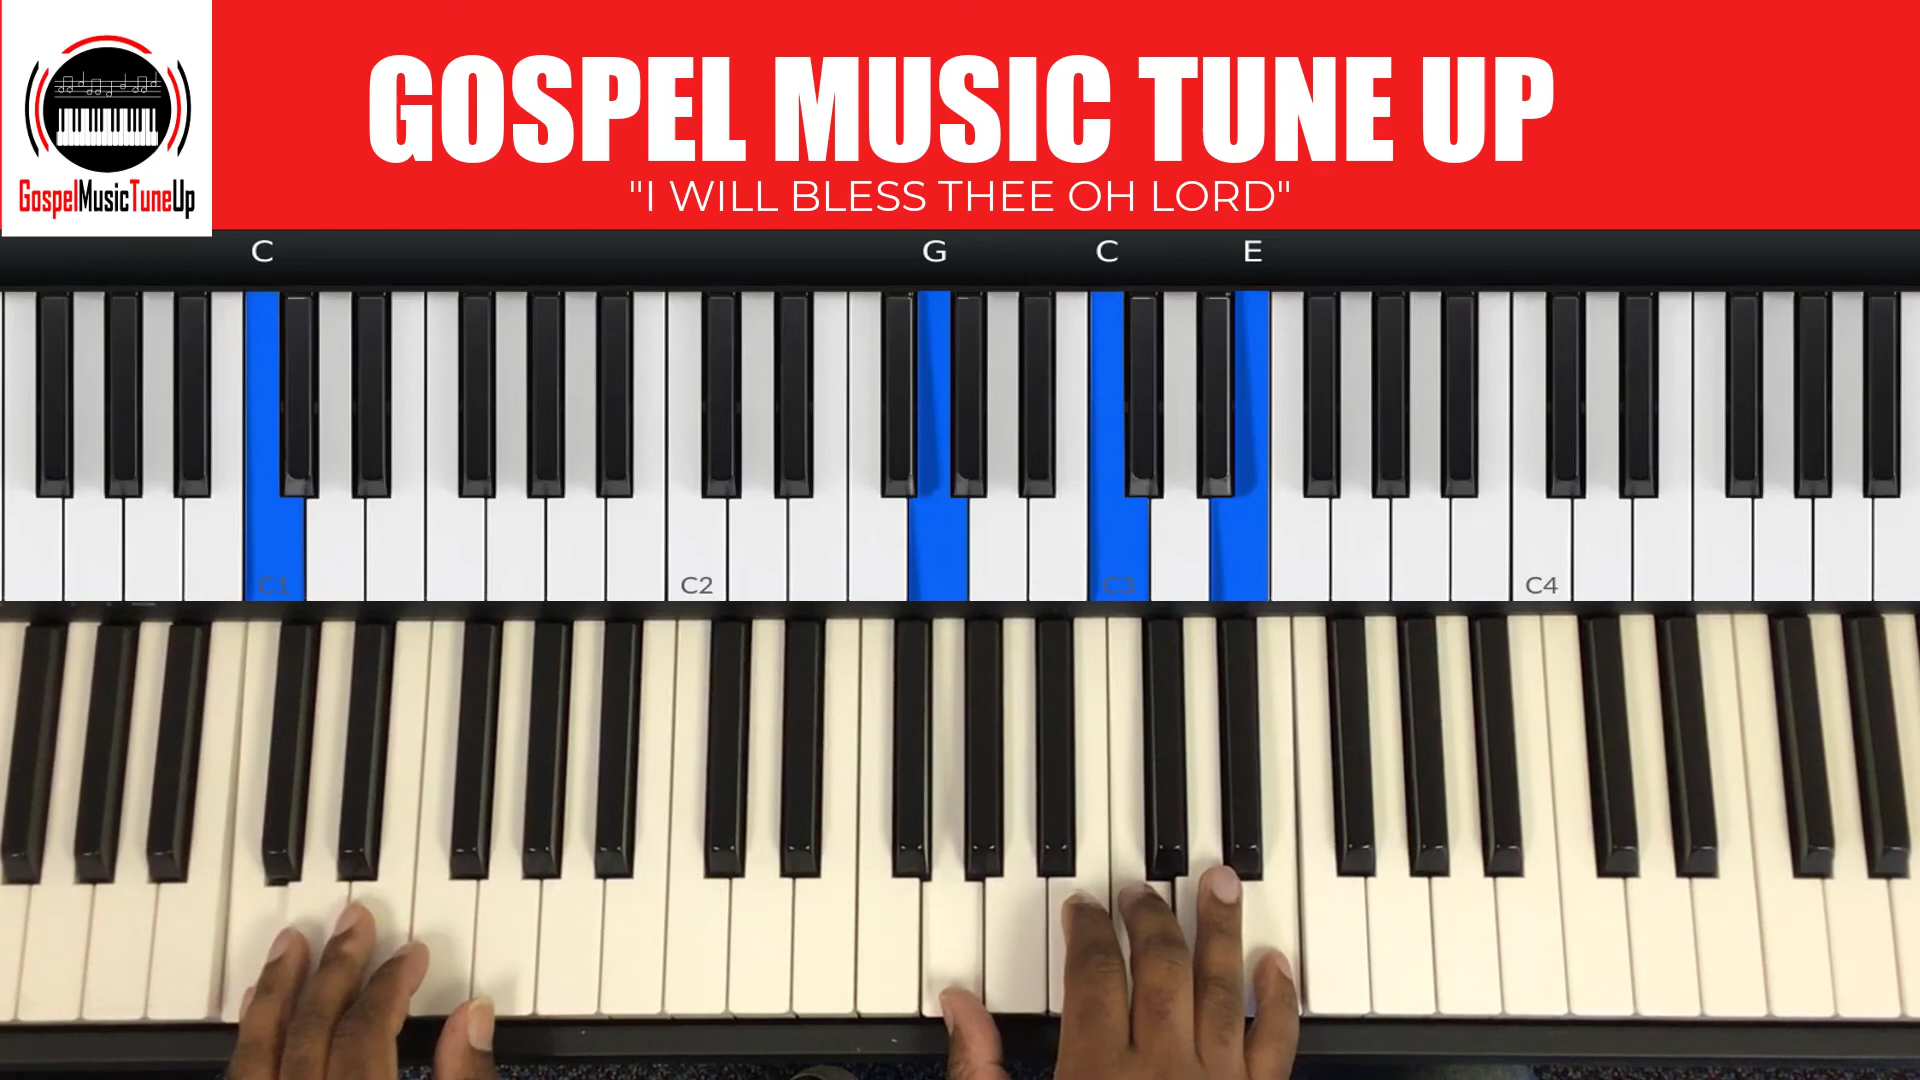 GOSPEL MUSIC TUNE UP
"I WILL BLESS THEE OH LORD"
GospelMusicTuneUp
C G C E
C1 C2 C3 C4